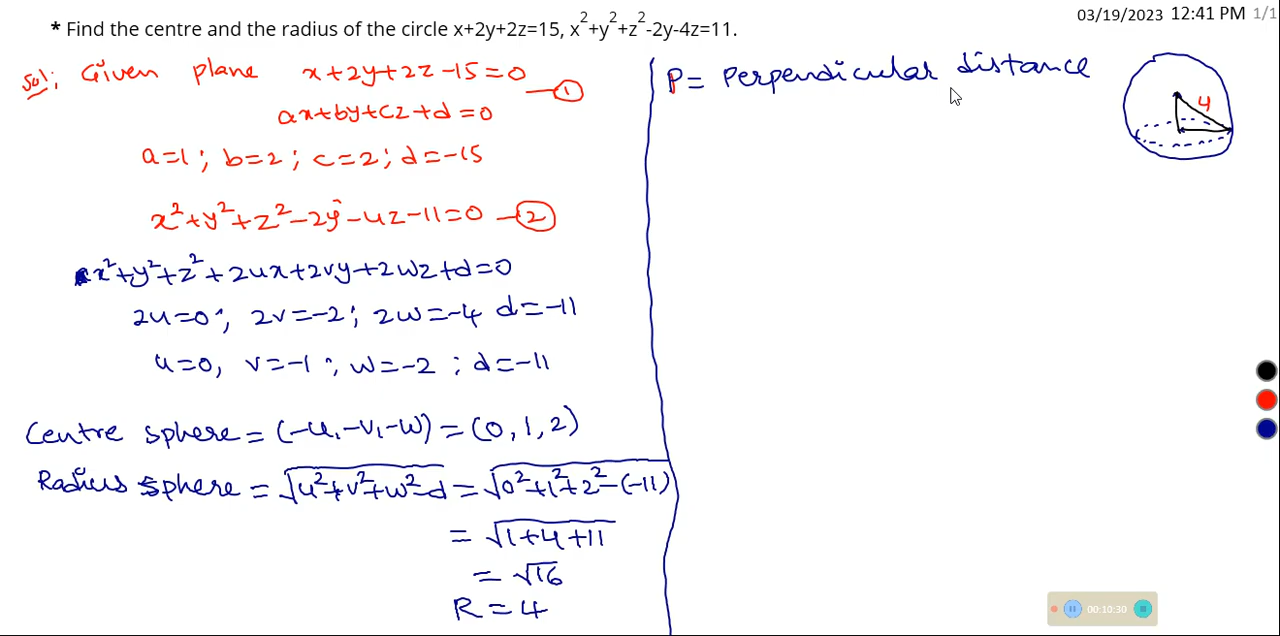 03/19/2023 12:41 PM 1/1
* Find the centre and the radius of the circle x+2y+2z=15, x²+y²+z²-2y-4z=11.
Sol: Given plane x+2y+2z-15=0 —①
ax+by+cz+d=0
a=1; b=2; c=2; d=-15
x²+y²+z²-2y-4z-11=0 —②
x²+y²+z²+2ux+2vy+2wz+d=0
2u=0; 2v=-2; 2w=-4 d=-11
u=0, v=-1; w=-2; d=-11
Centre sphere = (-u,-v,-w) = (0,1,2)
Radius sphere = √u²+v²+w²-d = √0²+1²+2²-(-11)
= √1+4+11
= √16
R=4
P= Perpendicular distance
4
00:10:30